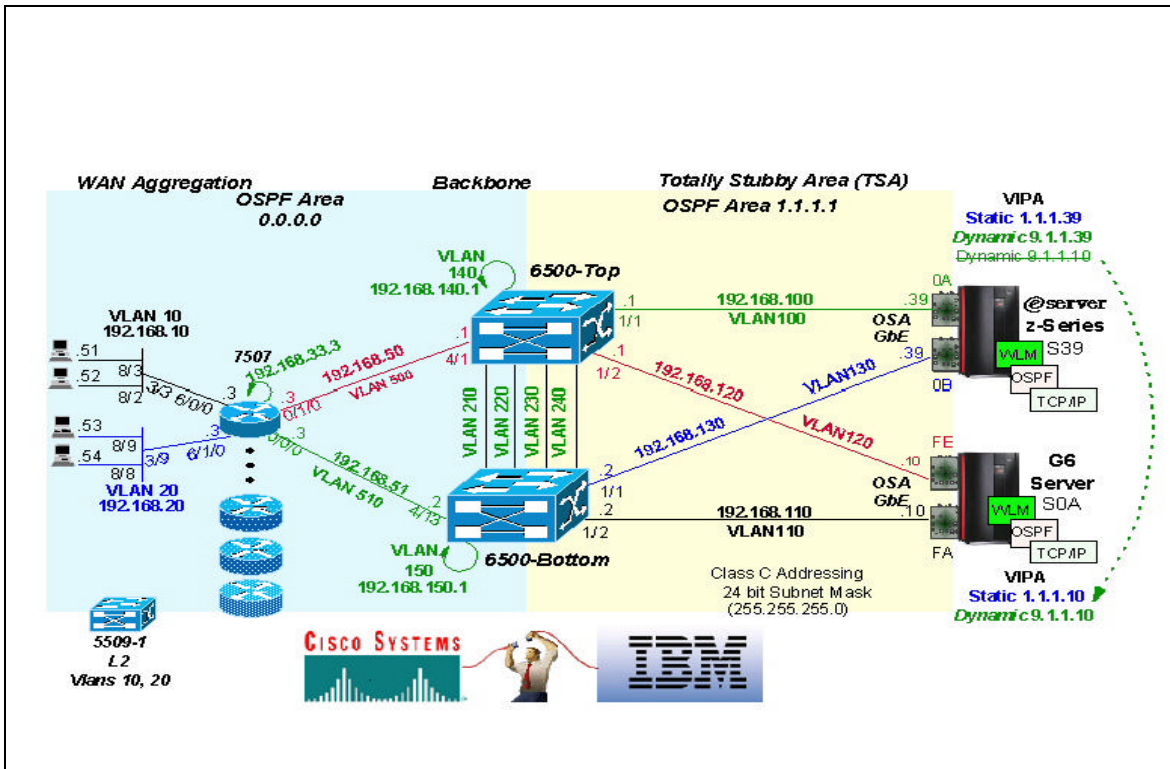 WAN Aggregation
OSPF Area
0.0.0.0
Backbone
Totally Stubby Area (TSA)
OSPF Area 1.1.1.1
VIPA
Static 1.1.1.39
Dynamic 9.1.1.39
Dynamic 9.1.1.10
VLAN
140
192.168.140.1
6500-Top
VLAN 10
192.168.10
.51
8/3
.52
8/2
3/3
6/0/0
.3
7507
192.168.33.3
.3
0/1/0
192.168.50
VLAN 500
.1
4/1
.1
1/1
192.168.100
VLAN100
.39
0A
OSA
GbE
.39
0B
@server
z-Series
S39
WLM
OSPF
TCP/IP
.1
1/2
192.168.120
VLAN120
VLAN130
192.168.130
VLAN 210
VLAN 220
VLAN 230
VLAN 240
.53
8/9
.54
8/8
3/9
6/1/0
.3
VLAN 20
192.168.20
0/0/0
.3
192.168.51
VLAN 510
.2
4/13
.2
1/1
.2
1/2
192.168.110
VLAN110
FE
.10
OSA
GbE
.10
FA
G6
Server
S0A
WLM
OSPF
TCP/IP
VLAN
150
192.168.150.1
6500-Bottom
Class C Addressing
24 bit Subnet Mask
(255.255.255.0)
VIPA
Static 1.1.1.10
Dynamic 9.1.1.10
5509-1
L2
Vlans 10, 20
CISCO SYSTEMS
IBM